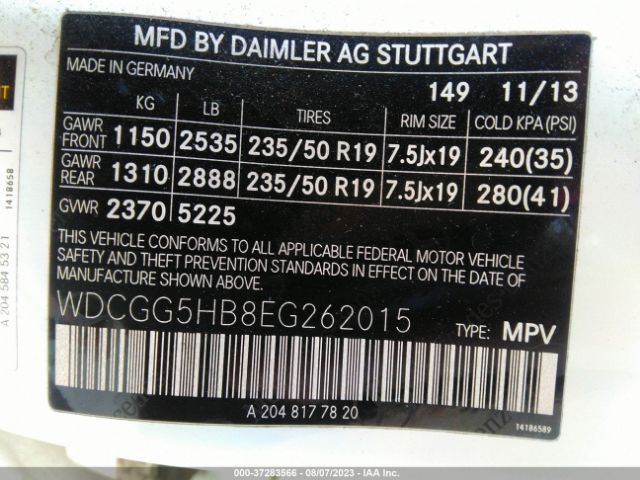 MFD BY DAIMLER AG STUTTGART
MADE IN GERMANY
149 11/13
KG LB TIRES RIM SIZE COLD KPA (PSI)
GAWR FRONT 1150 2535 235/50 R19 7.5Jx19 240(35)
GAWR REAR 1310 2888 235/50 R19 7.5Jx19 280(41)
GVWR 2370 5225
THIS VEHICLE CONFORMS TO ALL APPLICABLE FEDERAL MOTOR VEHICLE
SAFETY AND THEFT PREVENTION STANDARDS IN EFFECT ON THE DATE OF
MANUFACTURE SHOWN ABOVE.
WDCGG5HB8EG262015
TYPE: MPV
A 204 817 78 20
14186589
1418658
A 204 584 53 21
000 - 37283566 - 08/07/2023 - IAA Inc.